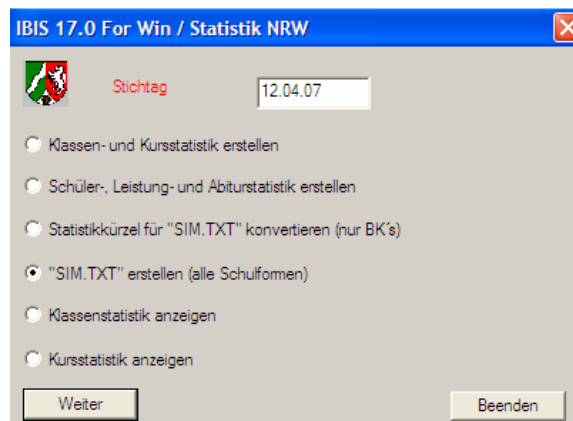 IBIS 17.0 For Win / Statistik NRW
Stichtag 12.04.07
Klassen- und Kursstatistik erstellen
Schüler-, Leistung- und Abiturstatistik erstellen
Statistikkürzel für "SIM.TXT" konvertieren (nur BK´s)
"SIM.TXT" erstellen (alle Schulformen)
Klassenstatistik anzeigen
Kursstatistik anzeigen
Weiter Beenden